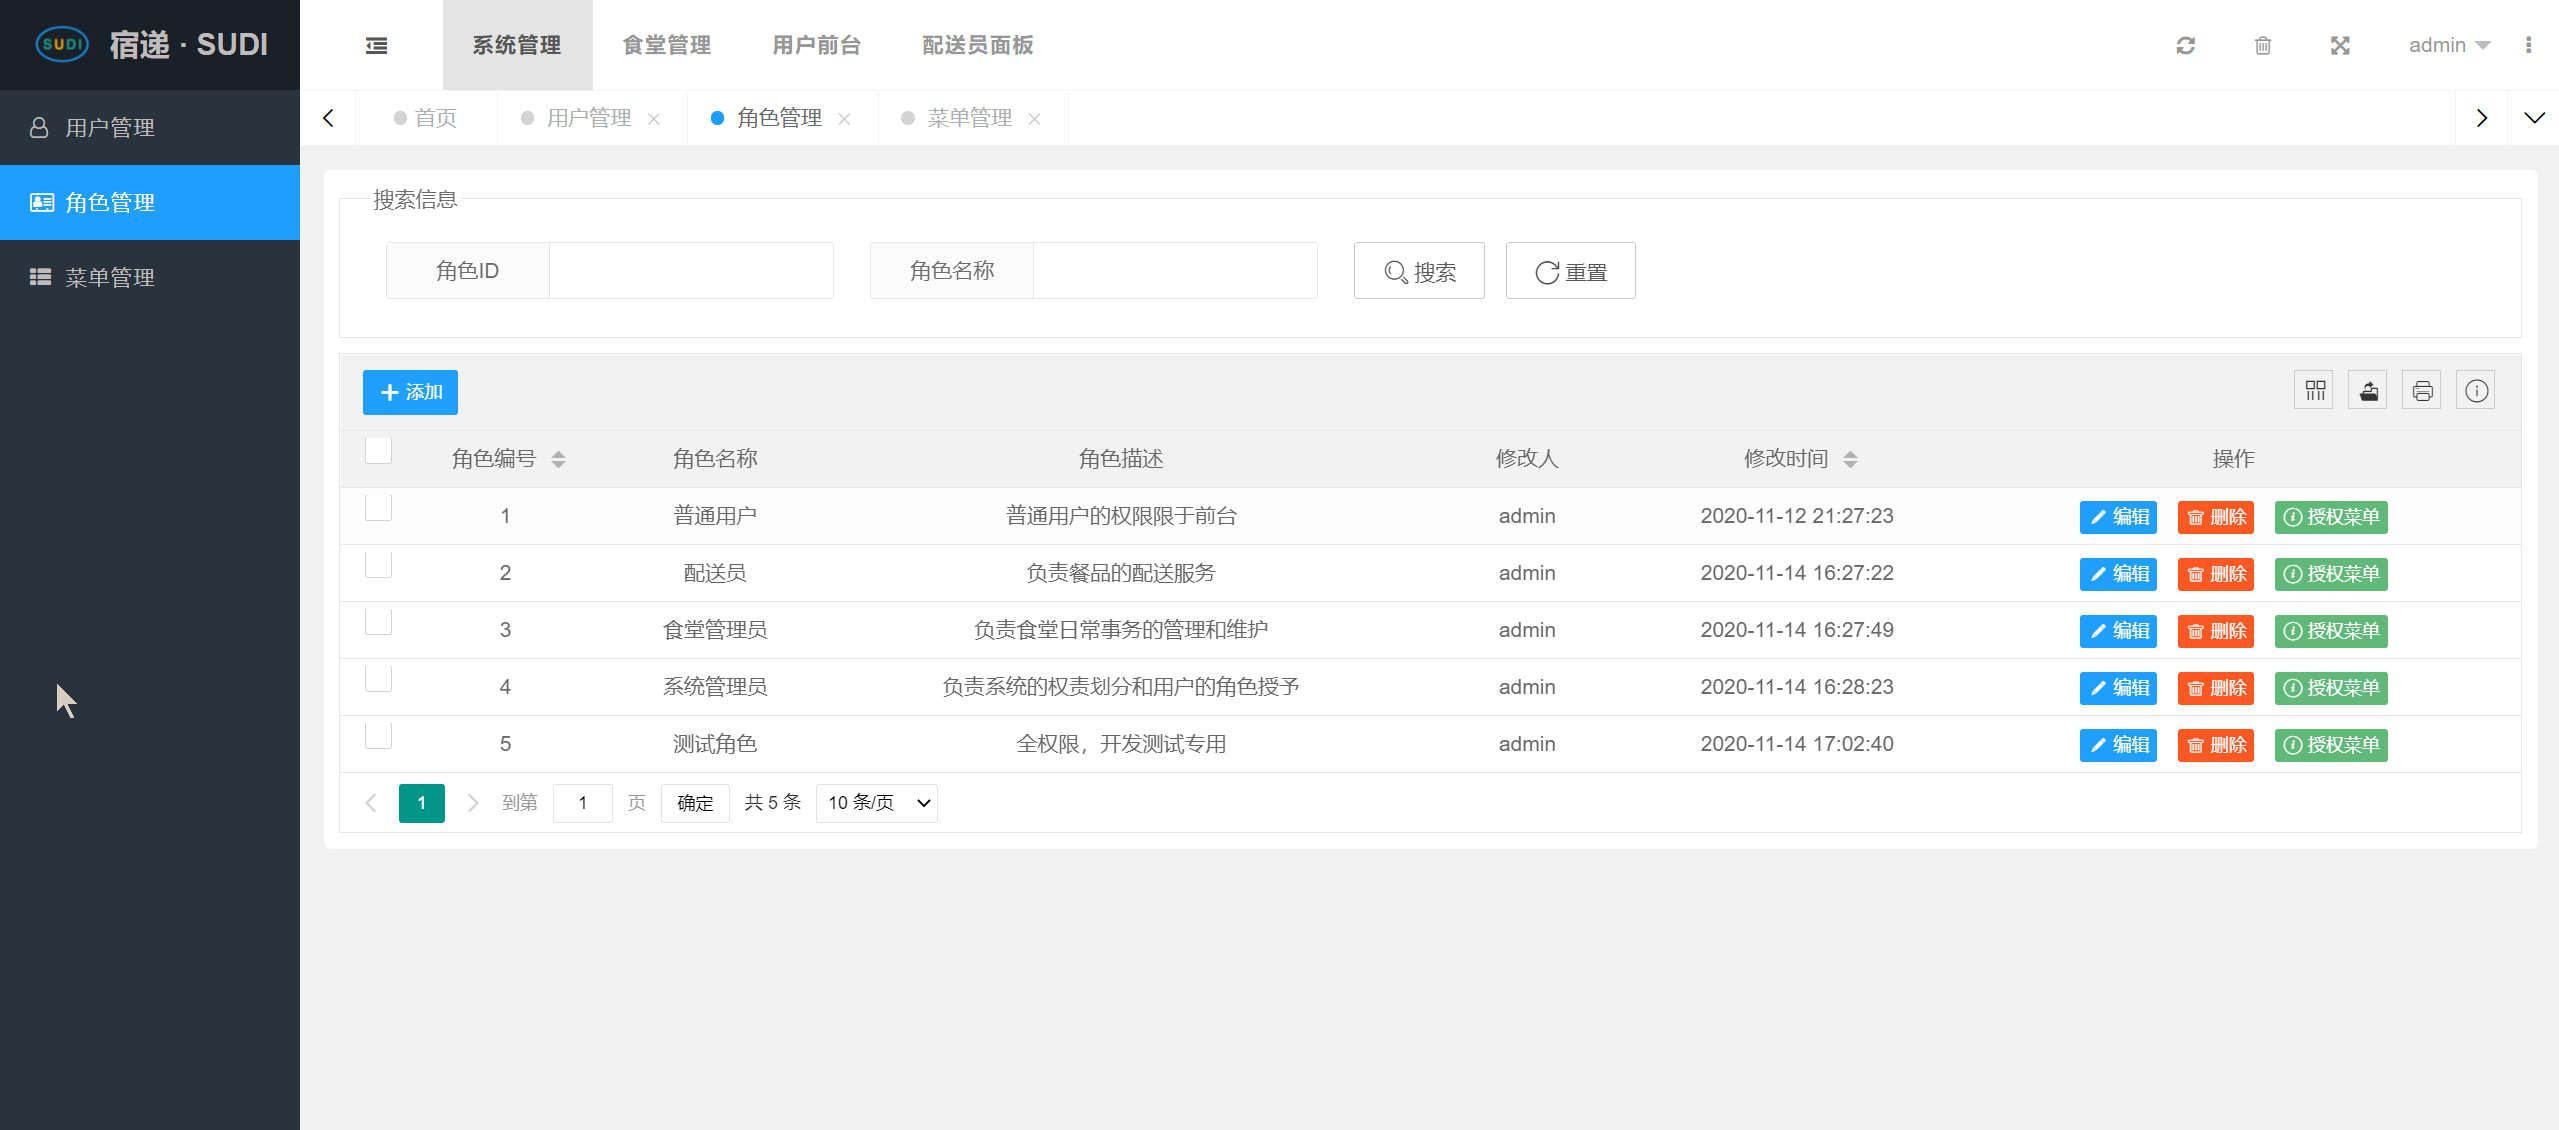 SUDI 宿递 · SUDI 系统管理 食堂管理 用户前台 配送员面板 admin
首页 用户管理 角色管理 菜单管理
用户管理
角色管理
菜单管理
搜索信息
角色ID 角色名称 搜索 重置
添加
角色编号 角色名称 角色描述 修改人 修改时间 操作
1 普通用户 普通用户的权限限于前台 admin 2020-11-12 21:27:23 编辑 删除 授权菜单
2 配送员 负责餐品的配送服务 admin 2020-11-14 16:27:22 编辑 删除 授权菜单
3 食堂管理员 负责食堂日常事务的管理和维护 admin 2020-11-14 16:27:49 编辑 删除 授权菜单
4 系统管理员 负责系统的权责划分和用户的角色授予 admin 2020-11-14 16:28:23 编辑 删除 授权菜单
5 测试角色 全权限，开发测试专用 admin 2020-11-14 17:02:40 编辑 删除 授权菜单
1 到第 1 页 确定 共 5 条 10 条/页